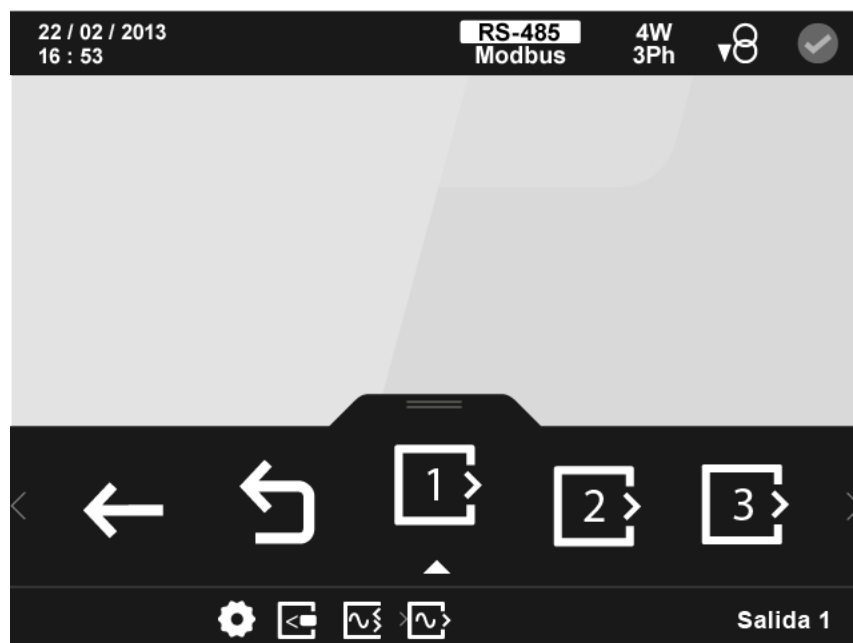 22 / 02 / 2013
16 : 53
RS-485
Modbus
4W
3Ph
1
2
3
Salida 1